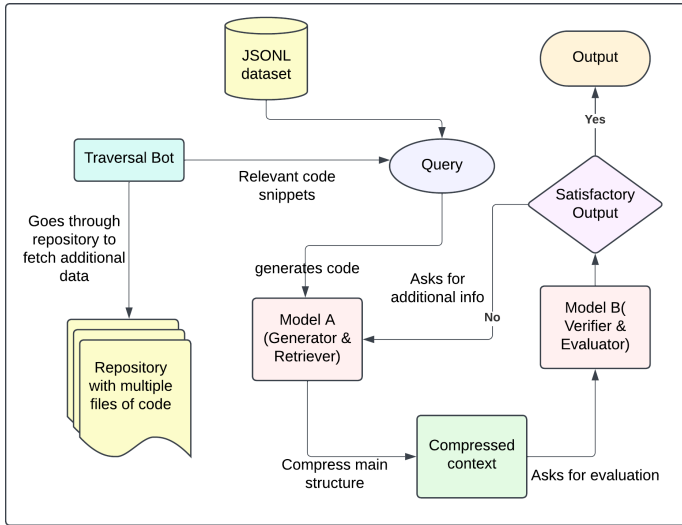 JSONL
dataset
Output
Yes
Traversal Bot
Query
Relevant code
snippets
Satisfactory
Output
Goes through
repository to
fetch additional
data
generates code
Asks for
additional info
No
Model A
(Generator &
Retriever)
Model B(
Verifier &
Evaluator)
Repository
with multiple
files of code
Compressed
context
Compress main
structure
Asks for evaluation